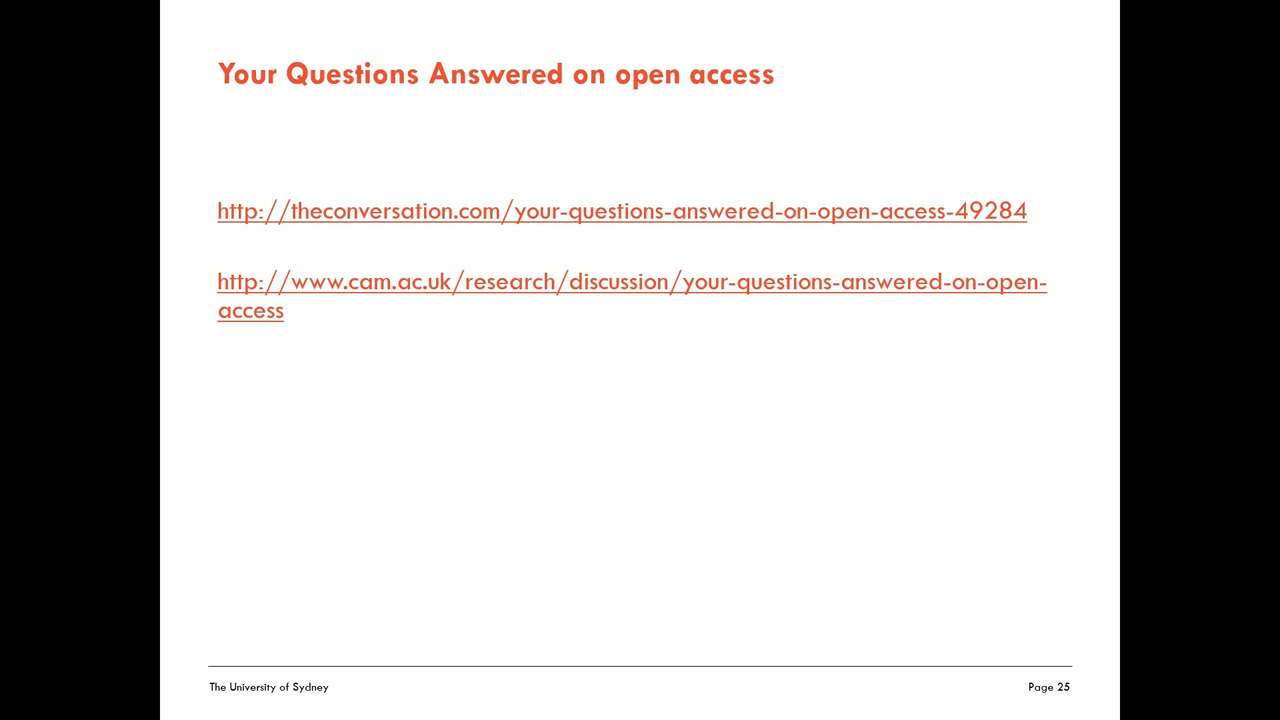 Your Questions Answered on open access
http://theconversation.com/your-questions-answered-on-open-access-49284
http://www.cam.ac.uk/research/discussion/your-questions-answered-on-open-
access
The University of Sydney
Page 25